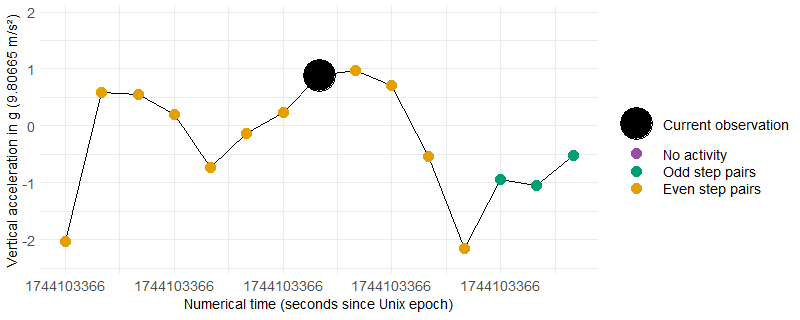 Vertical acceleration in g (9.80665 m/s²)
2
1
0
-1
-2
1744103366 1744103366 1744103366 1744103366 1744103366
Numerical time (seconds since Unix epoch)
Current observation
No activity
Odd step pairs
Even step pairs